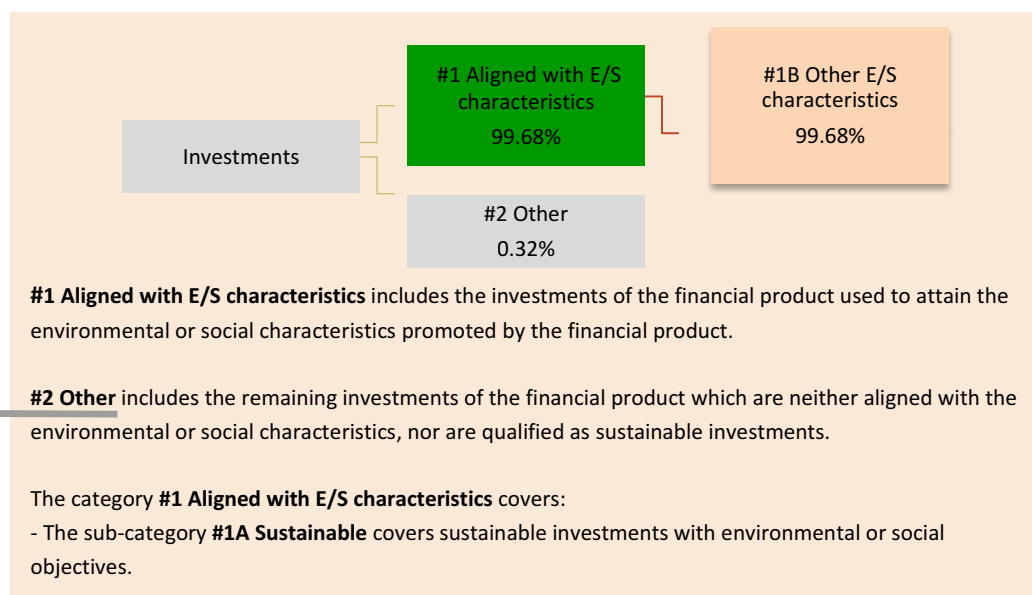 #1 Aligned with E/S
characteristics
99.68%
#1B Other E/S
characteristics
99.68%
Investments
#2 Other
0.32%
#1 Aligned with E/S characteristics includes the investments of the financial product used to attain the
environmental or social characteristics promoted by the financial product.
#2 Other includes the remaining investments of the financial product which are neither aligned with the
environmental or social characteristics, nor are qualified as sustainable investments.
The category #1 Aligned with E/S characteristics covers:
- The sub-category #1A Sustainable covers sustainable investments with environmental or social
objectives.